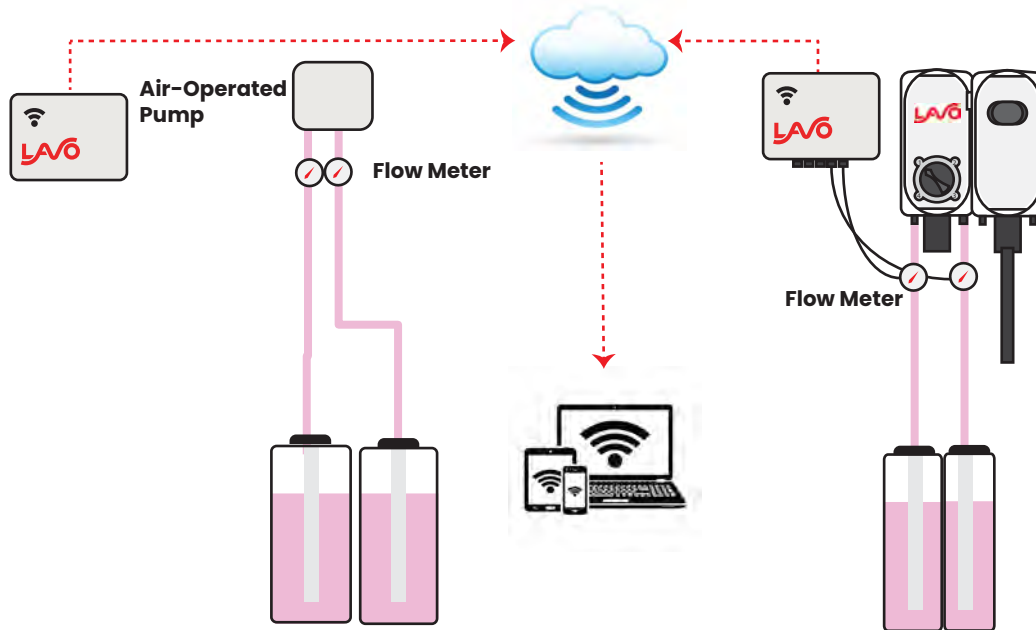 Air-Operated
Pump
LAVO
Flow Meter
LAVO
LAVO
Flow Meter